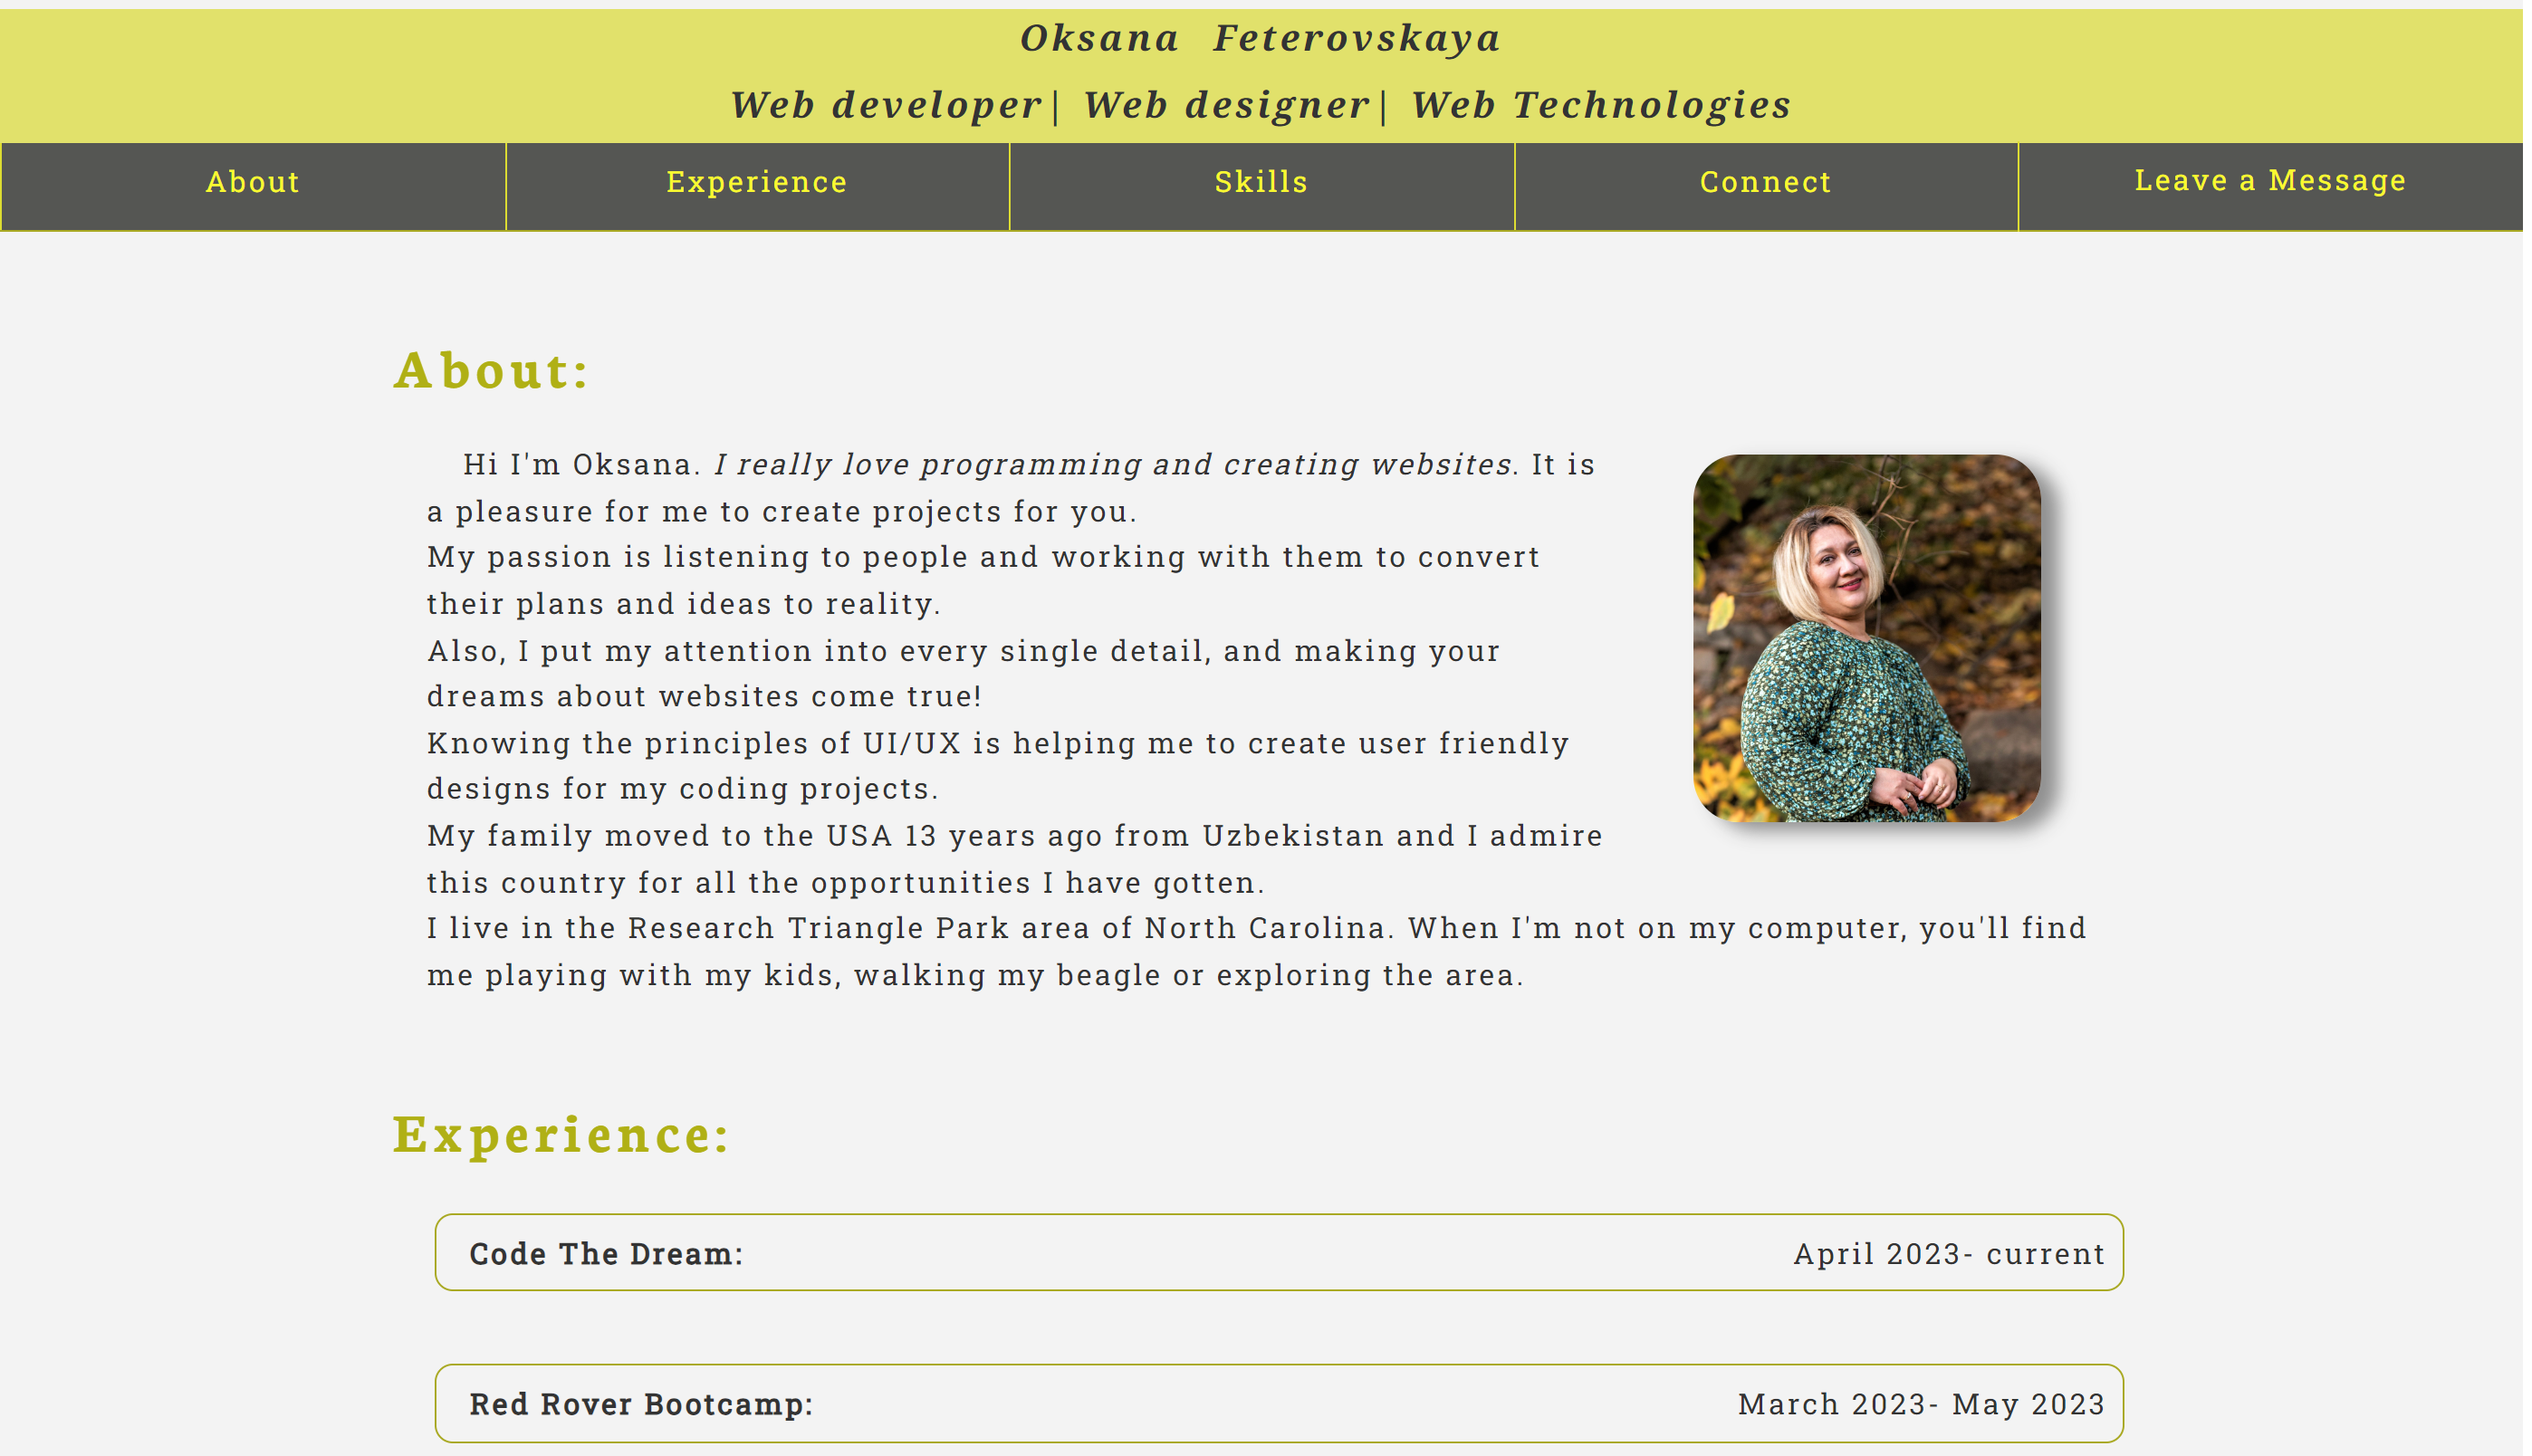 Oksana Feterovskaya
Web developer| Web designer| Web Technologies
About
Experience
Skills
Connect
Leave a Message
About:
Hi I'm Oksana. I really love programming and creating websites. It is
a pleasure for me to create projects for you.
My passion is listening to people and working with them to convert
their plans and ideas to reality.
Also, I put my attention into every single detail, and making your
dreams about websites come true!
Knowing the principles of UI/UX is helping me to create user friendly
designs for my coding projects.
My family moved to the USA 13 years ago from Uzbekistan and I admire
this country for all the opportunities I have gotten.
I live in the Research Triangle Park area of North Carolina. When I'm not on my computer, you'll find
me playing with my kids, walking my beagle or exploring the area.
Experience:
Code The Dream: April 2023- current
Red Rover Bootcamp: March 2023- May 2023